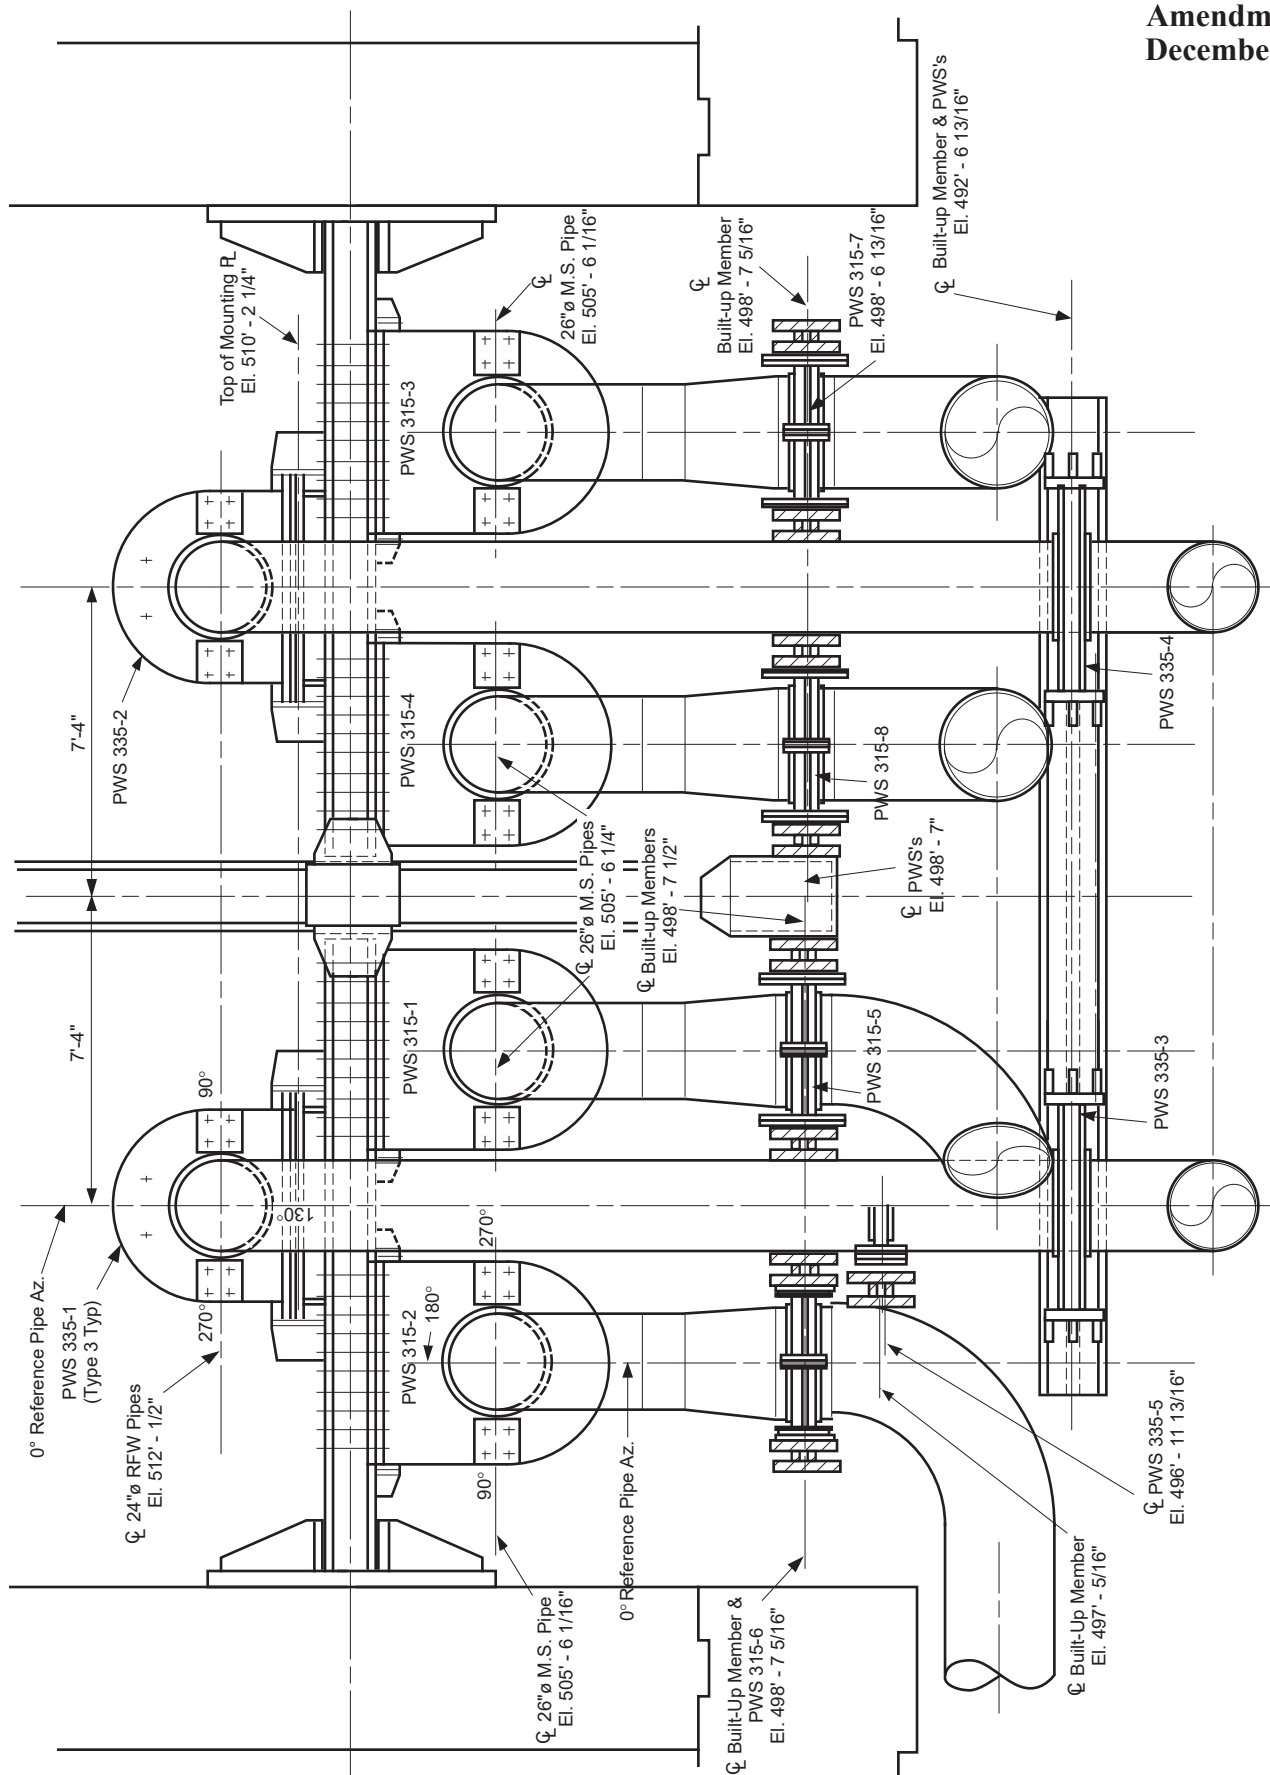 Amendm
Decembe
0° Reference Pipe Az.
PWS 335-1
(Type 3 Typ)
℄ 24"ø RFW Pipes
El. 512' - 1/2"
7'-4"
7'-4"
PWS 335-2
Top of Mounting ℄
El. 510' - 2 1/4"
90°
270°
130°
PWS 315-2
180°
270°
90°
PWS 315-1
PWS 315-4
PWS 315-3
℄
26"ø M.S. Pipe
El. 505' - 6 1/16"
℄ 26"ø M.S. Pipes
El. 505' - 6 1/4"
℄ Built-up Members
El. 498' - 7 1/2"
℄ 26"ø M.S. Pipe
El. 505' - 6 1/16"
0° Reference Pipe Az.
℄
Built-up Member
El. 498' - 7 5/16"
PWS 315-7
El. 498' - 6 13/16"
℄ Built-up Member & PWS's
El. 492' - 6 13/16"
PWS 315-8
℄ PWS's
El. 498' - 7"
PWS 315-5
℄ Built-Up Member &
PWS 315-6
El. 498' - 7 5/16"
PWS 335-4
PWS 335-3
℄ PWS 335-5
El. 496' - 11 13/16"
℄ Built-Up Member
El. 497' - 5/16"